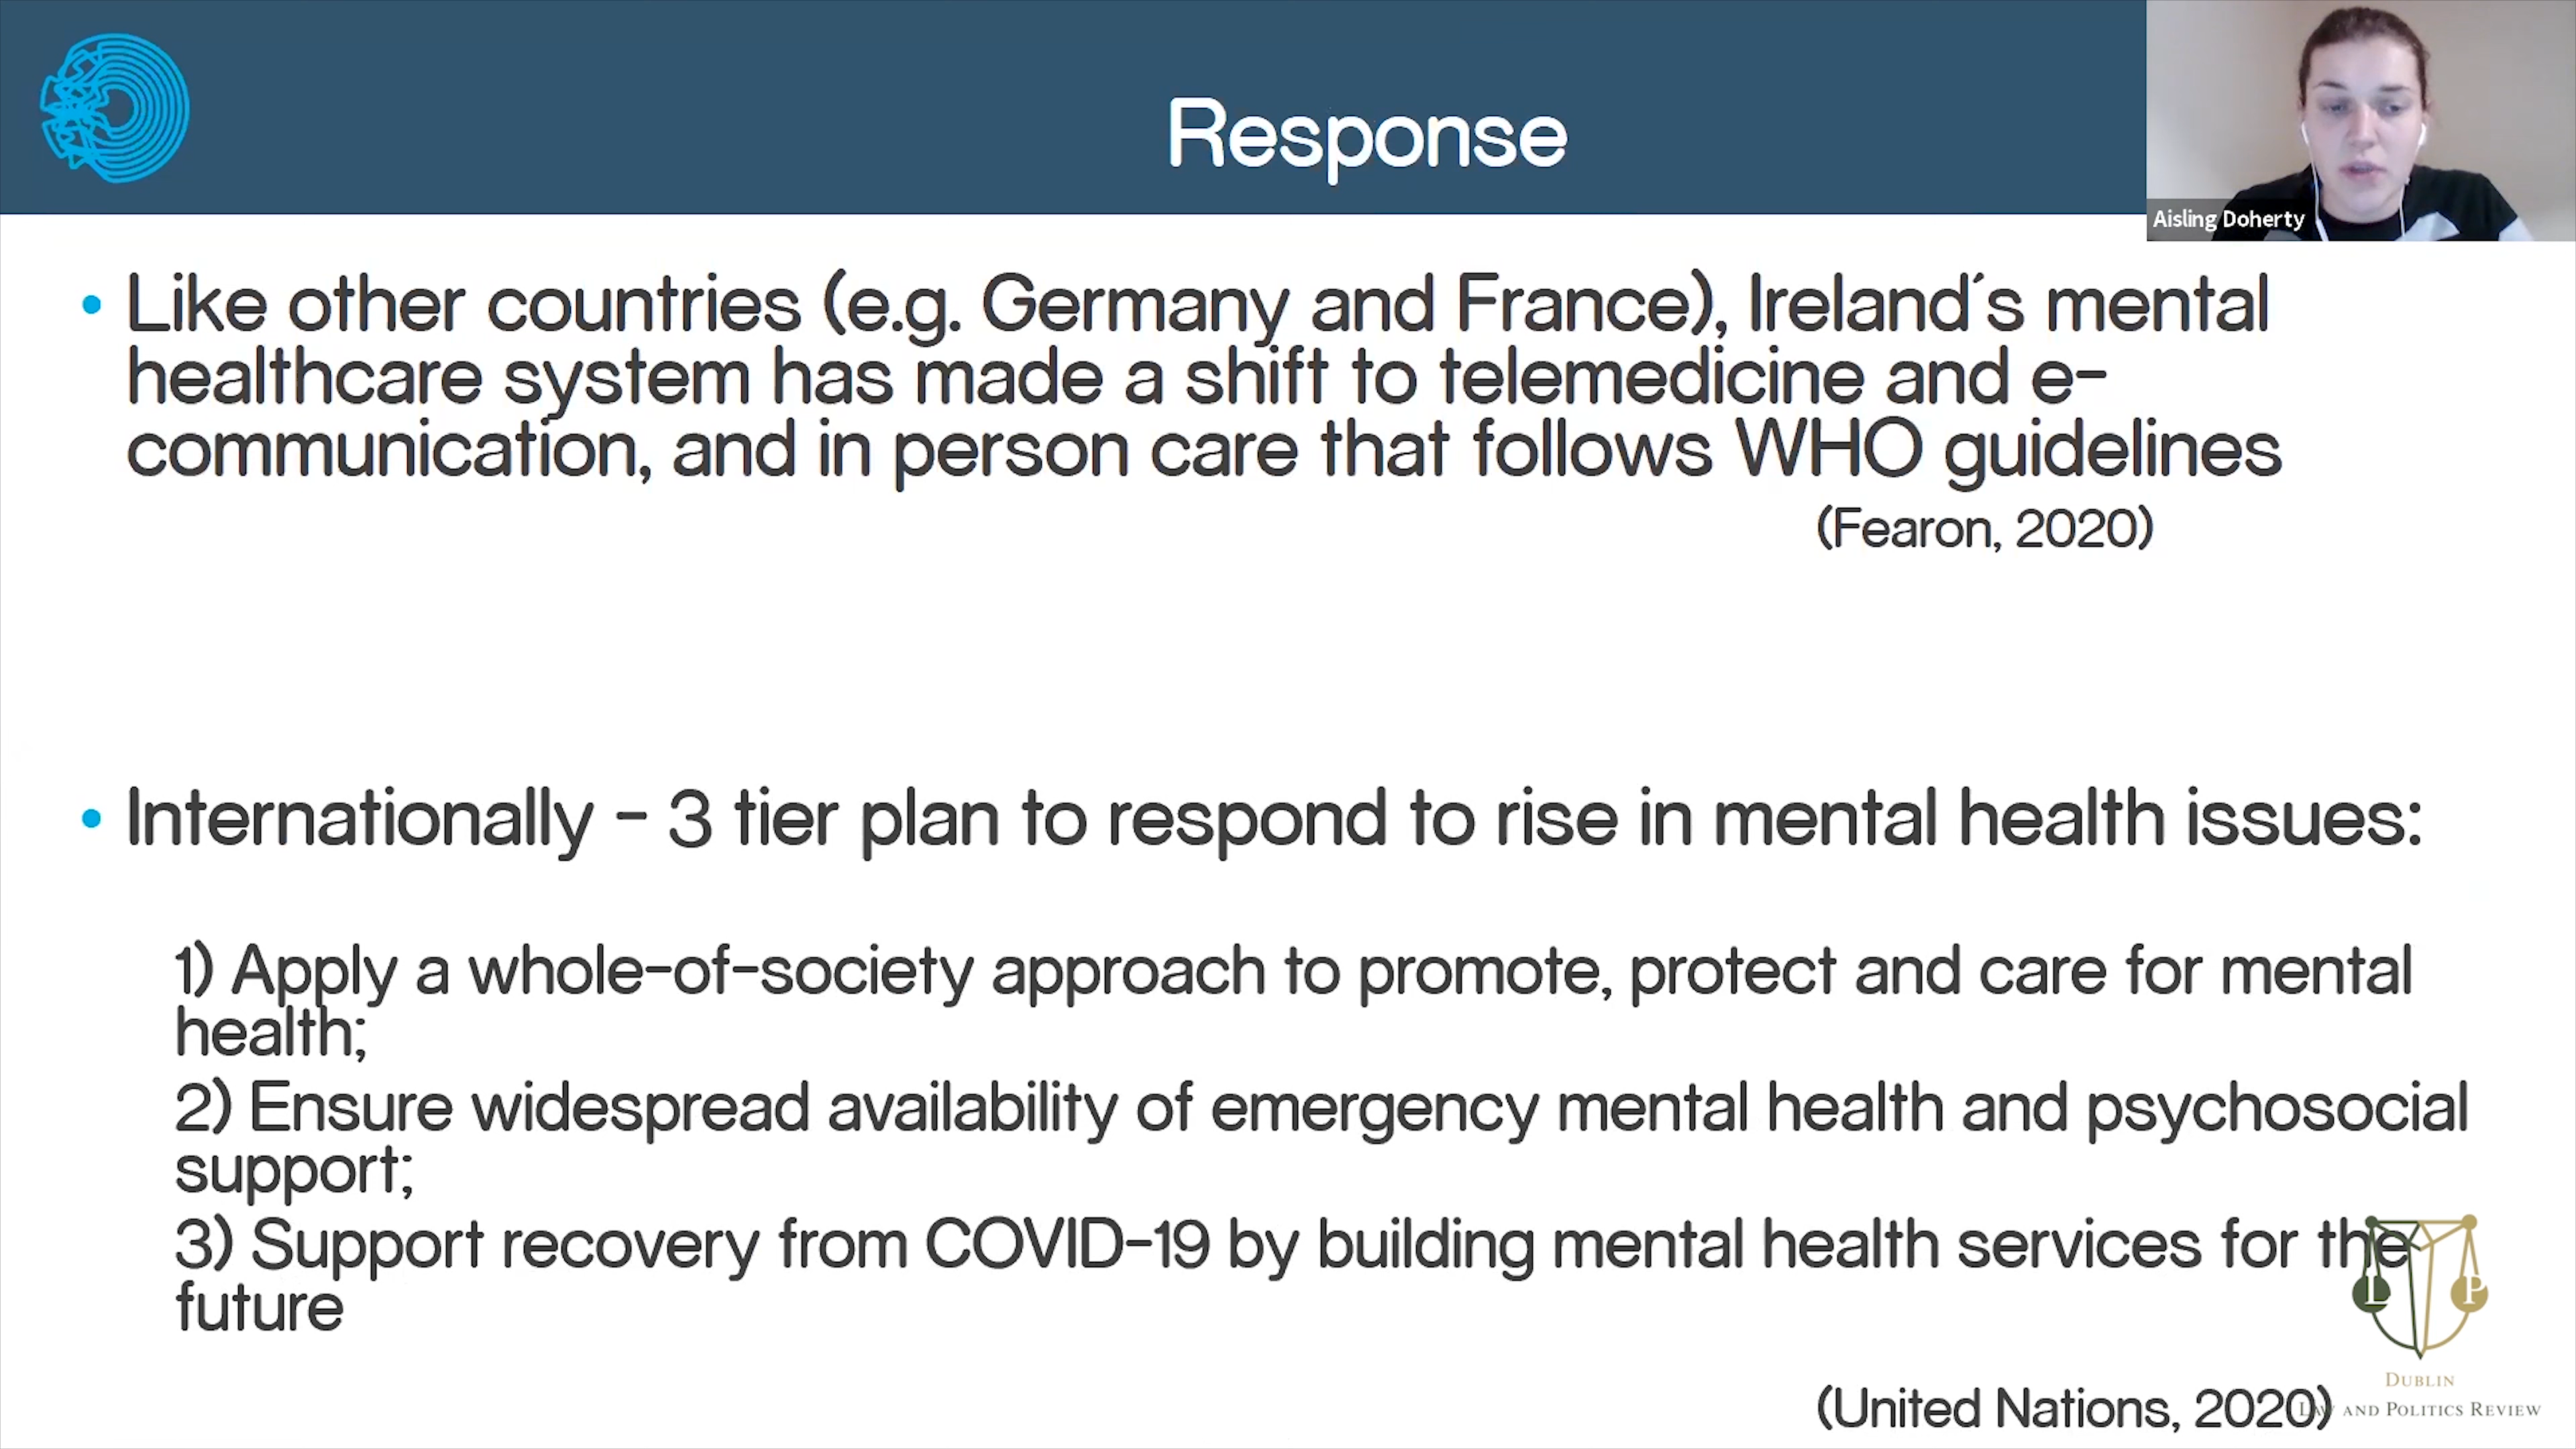 Response
Aisling Doherty
• Like other countries (e.g. Germany and France), Ireland´s mental
healthcare system has made a shift to telemedicine and e-
communication, and in person care that follows WHO guidelines
(Fearon, 2020)
• Internationally - 3 tier plan to respond to rise in mental health issues:
1) Apply a whole-of-society approach to promote, protect and care for mental
health;
2) Ensure widespread availability of emergency mental health and psychosocial
support;
3) Support recovery from COVID-19 by building mental health services for the
future
L P
(United Nations, 2020)
DUBLIN
LAW AND POLITICS REVIEW